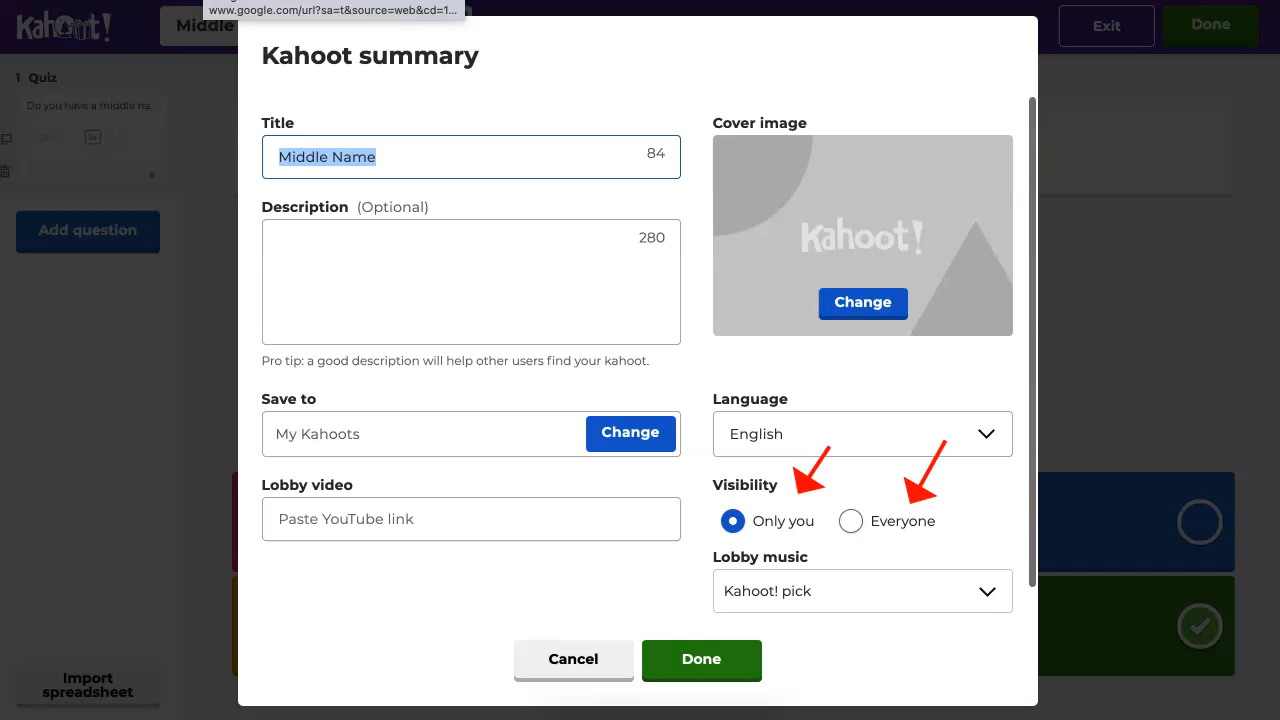 www.google.com/url?sa=t&source=web&cd=1...
Kahoot!
Middle
Exit
Done
1 Quiz
Do you have a middle na...
Add question
Import
spreadsheet
Kahoot summary
Title
Middle Name
84
Description (Optional)
280
Pro tip: a good description will help other users find your kahoot.
Save to
My Kahoots
Change
Lobby video
Paste YouTube link
Cover image
Kahoot!
Change
Language
English
Visibility
Only you
Everyone
Lobby music
Kahoot! pick
Cancel
Done